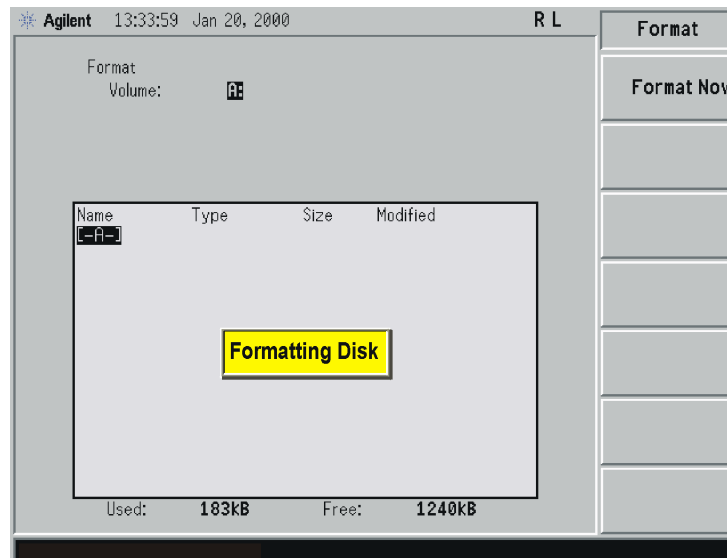 Agilent 13:33:59 Jan 20, 2000 R L
Format
Format
Volume: A:
Format Now
Name Type Size Modified
[-A-]
Formatting Disk
Used: 183kB Free: 1240kB